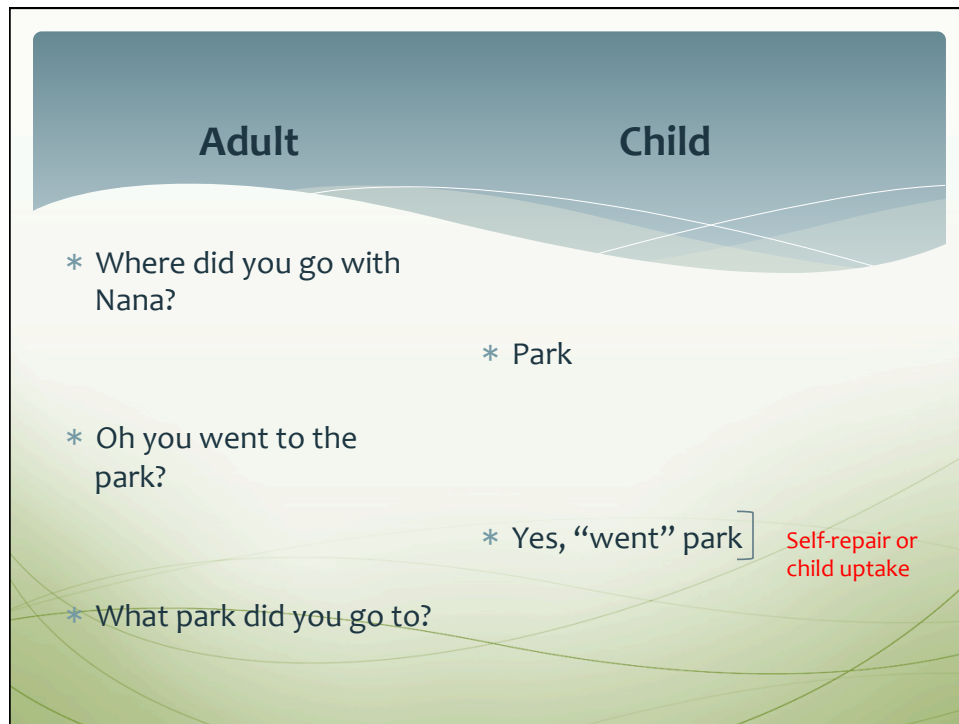 Adult
Child
* Where did you go with
Nana?
* Park
* Oh you went to the
park?
* Yes, “went” park
Self-repair or
child uptake
* What park did you go to?